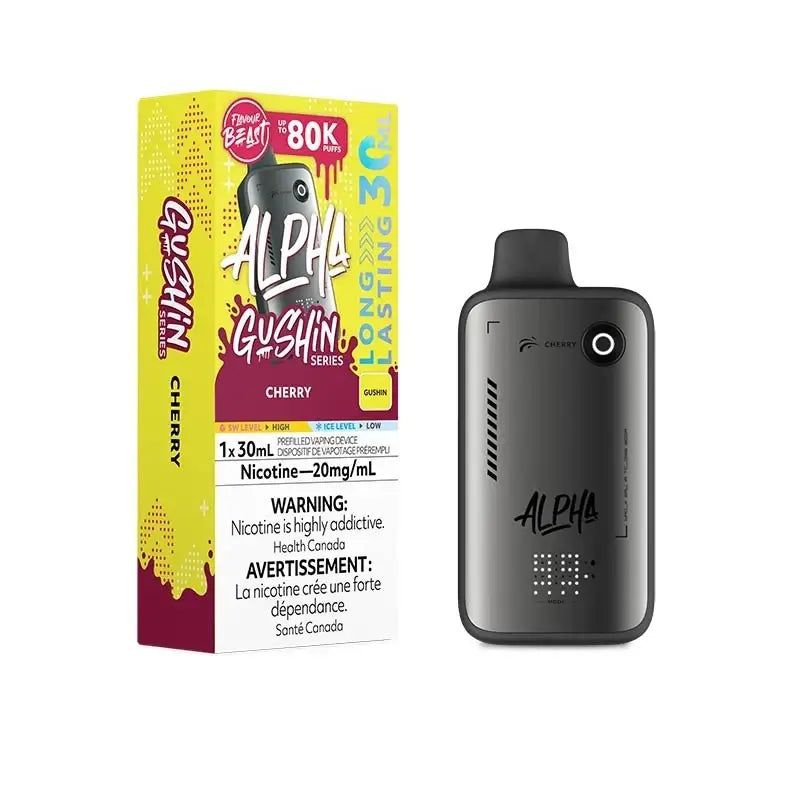 FLAVOUR
BEAST
UP TO 80K
PUFFS
ALPHA
GUSHIN
SERIES
LONG
LASTING 30ML
CHERRY
GUSHIN
SW LEVEL HIGH
ICE LEVEL LOW
1 x 30mL PREFILLED VAPING DEVICE
DISPOSITIF DE VAPOTAGE PRÉREMPLI
Nicotine—20mg/mL
WARNING:
Nicotine is highly addictive.
Health Canada
AVERTISSEMENT:
La nicotine crée une forte
dépendance.
Santé Canada
GUSHIN
SERIES
CHERRY
CHERRY
ALPHA
MODE